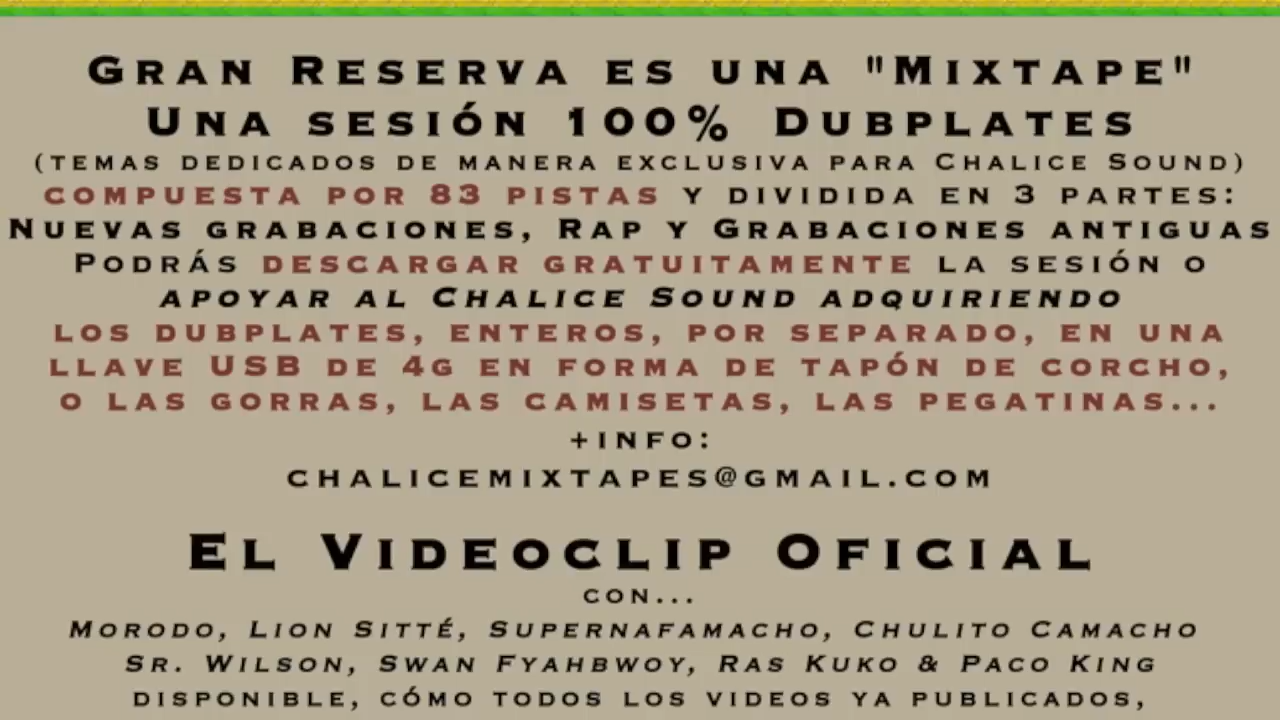 Gran Reserva es una "Mixtape"
Una sesión 100% Dubplates
(temas dedicados de manera exclusiva para Chalice Sound)
compuesta por 83 pistas y dividida en 3 partes:
Nuevas grabaciones, Rap y Grabaciones antiguas
Podrás descargar gratuitamente la sesión o
apoyar al Chalice Sound adquiriendo
los dubplates, enteros, por separado, en una
llave USB de 4g en forma de tapón de corcho,
o las gorras, las camisetas, las pegatinas...
+info:
chalicemixtapes@gmail.com
El Videoclip Oficial
con...
Morodo, Lion Sitté, Supernafamacho, Chulito Camacho
Sr. Wilson, Swan Fyahbwoy, Ras Kuko & Paco King
disponible, cómo todos los videos ya publicados,